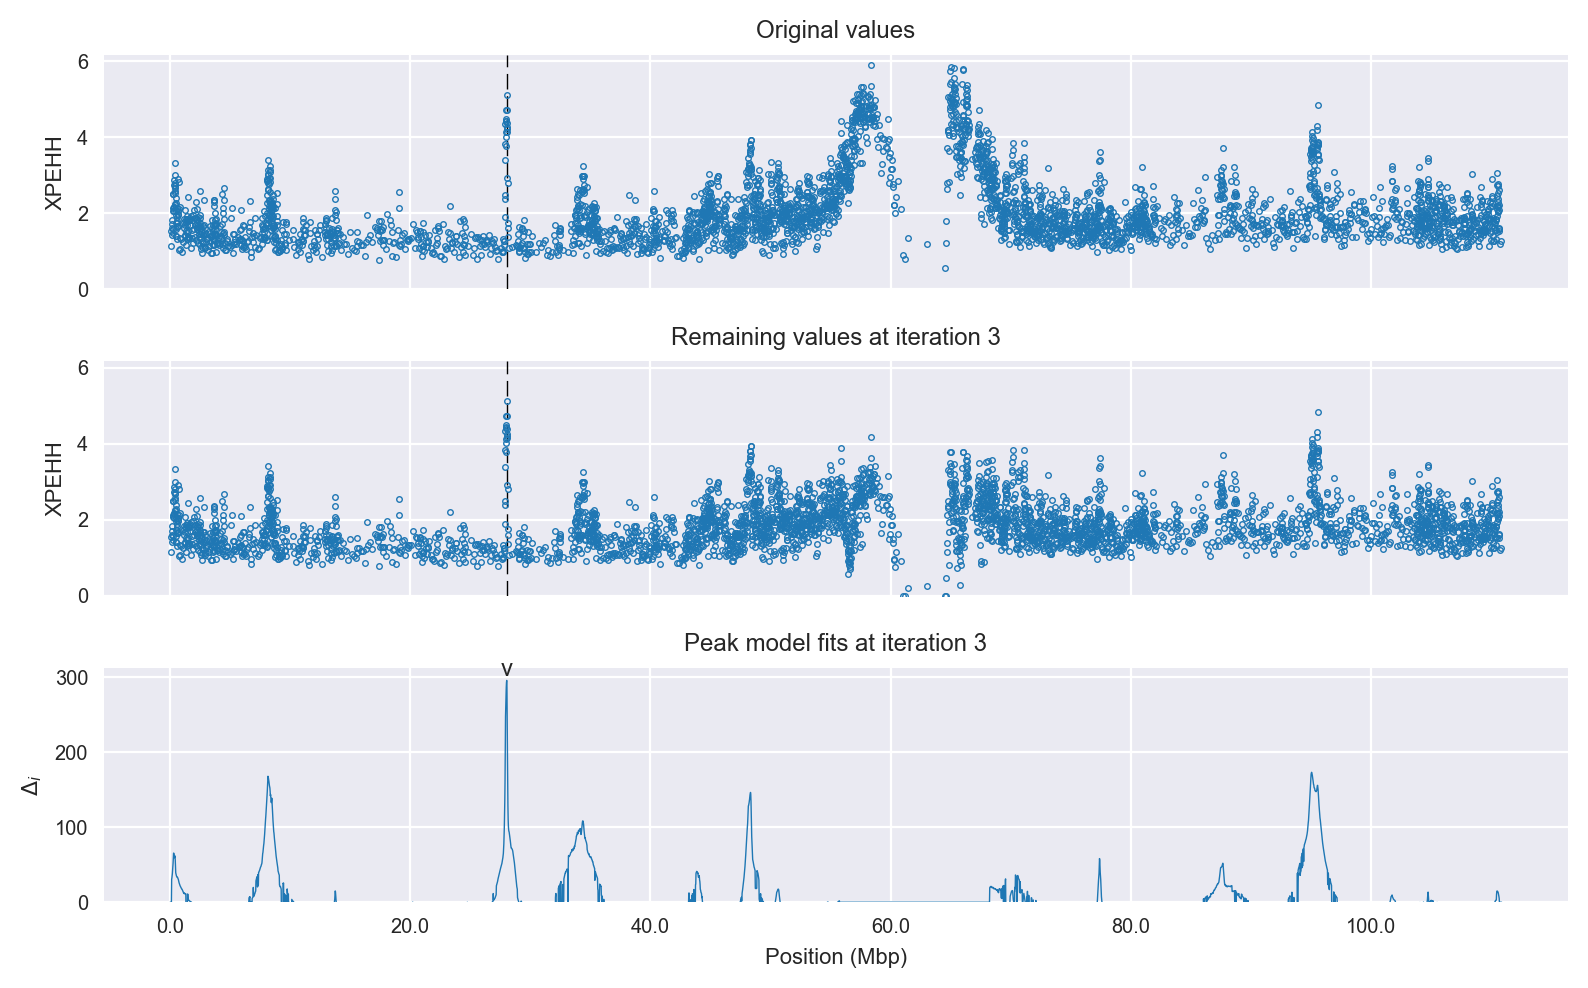 Original values
6
4
2
0
XPEHH
Remaining values at iteration 3
6
4
2
0
XPEHH
Peak model fits at iteration 3
v
300
200
100
0
Δi
0.0 20.0 40.0 60.0 80.0 100.0
Position (Mbp)